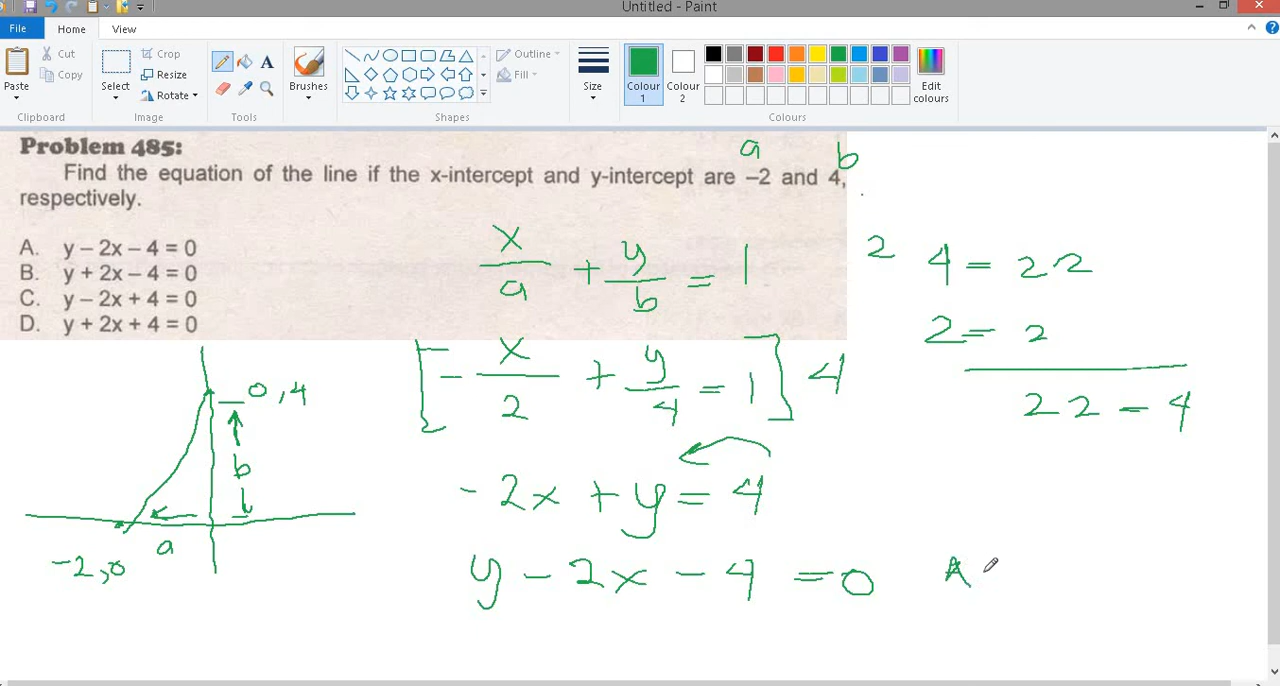 Untitled - Paint
File Home View
Paste
Cut
Copy
Clipboard
Select
Crop
Resize
Rotate
Image
A
Tools
Brushes
Shapes
Outline
Fill
Size
Colour 1
Colour 2
Edit colours
Colours
Problem 485:
a b
Find the equation of the line if the x-intercept and y-intercept are –2 and 4,
respectively.
A. y – 2x – 4 = 0
B. y + 2x – 4 = 0
C. y – 2x + 4 = 0
D. y + 2x + 4 = 0
x/a + y/b = 1
[- x/2 + y/4 = 1] 4
-2x + y = 4
y - 2x - 4 = 0 A
2 4 = 22
2 = 2
22 = 4
0,4
b
a
-2,0